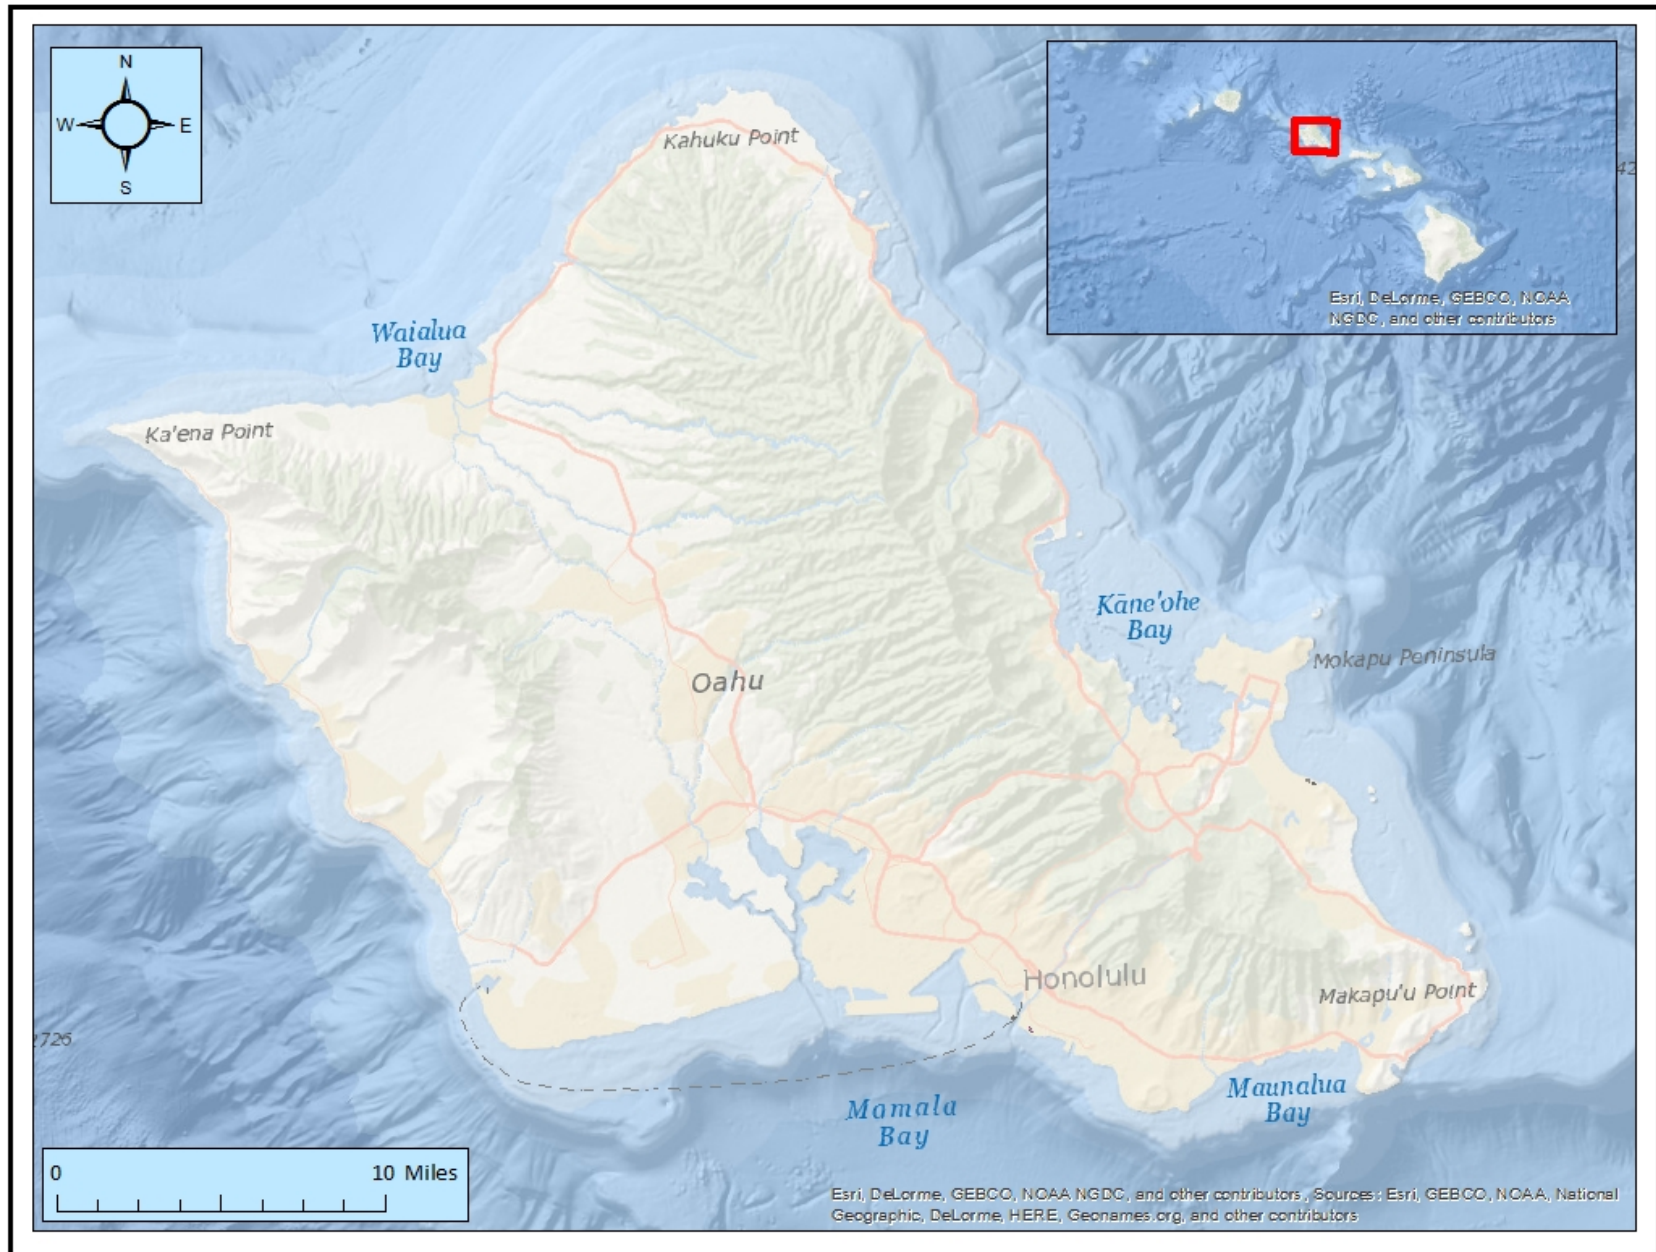 N
W E
S
Kahuku Point
Esri, DeLorme, GEBCO, NOAA
NGDC, and other contributors
Waialua
Bay
Ka'ena Point
Kāne'ohe
Bay
Mokapu Peninsula
Oahu
Honolulu
Makapu'u Point
Mamala
Bay
Maunalua
Bay
0 10 Miles
Esri, DeLorme, GEBCO, NOAA NGDC, and other contributors, Sources: Esri, GEBCO, NOAA, National
Geographic, DeLorme, HERE, Geonames.org, and other contributors